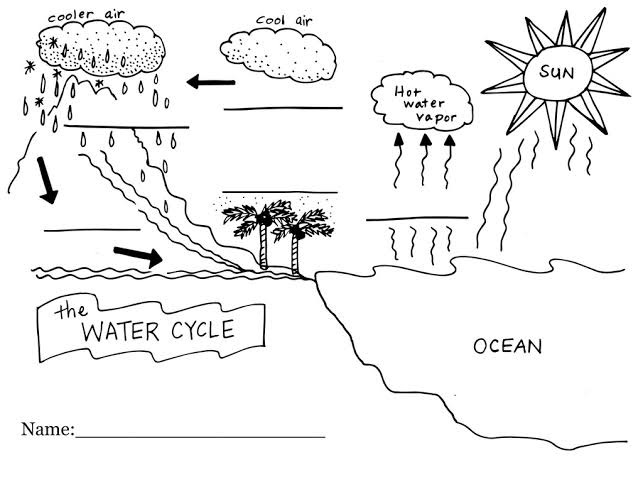 cooler air
cool air
SUN
Hot
water
vapor
the
WATER CYCLE
OCEAN
Name: